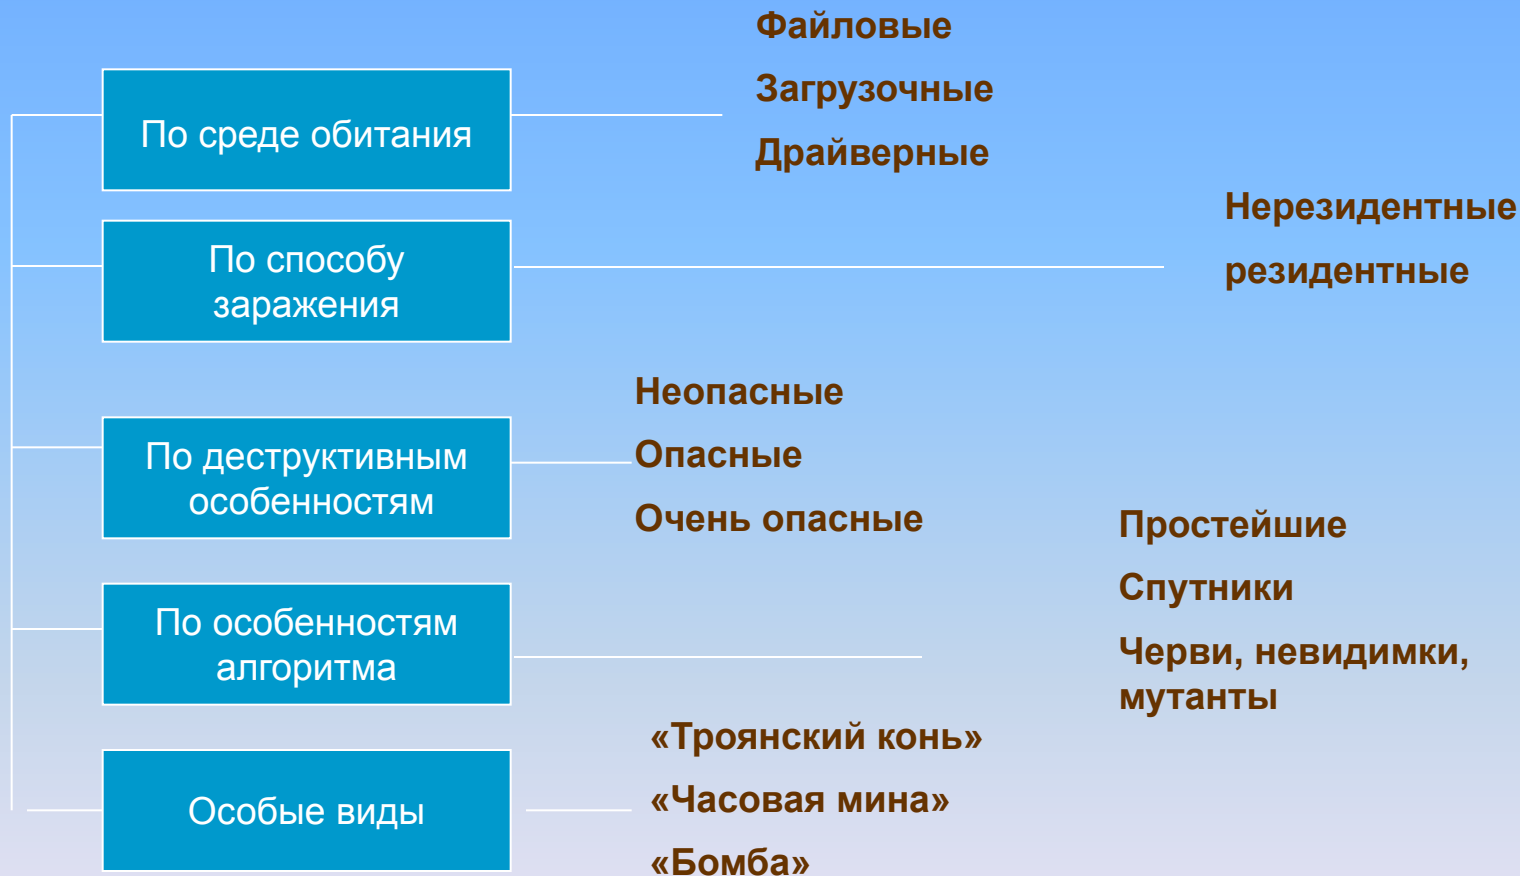 По среде обитания
Файловые
Загрузочные
Драйверные
По способу
заражения
Нерезидентные
резидентные
По деструктивным
особенностям
Неопасные
Опасные
Очень опасные
По особенностям
алгоритма
Простейшие
Спутники
Черви, невидимки,
мутанты
Особые виды
«Троянский конь»
«Часовая мина»
«Бомба»